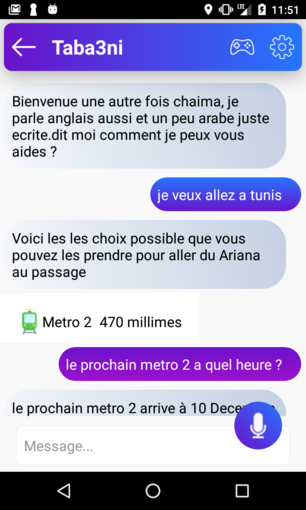 11:51
Taba3ni
Bienvenue une autre fois chaima, je
parle anglais aussi et un peu arabe juste
ecrite.dit moi comment je peux vous
aides ?
je veux allez a tunis
Voici les les choix possible que vous
pouvez les prendre pour aller du Ariana
au passage
Metro 2 470 millimes
le prochain metro 2 a quel heure ?
le prochain metro 2 arrive à 10
Message...